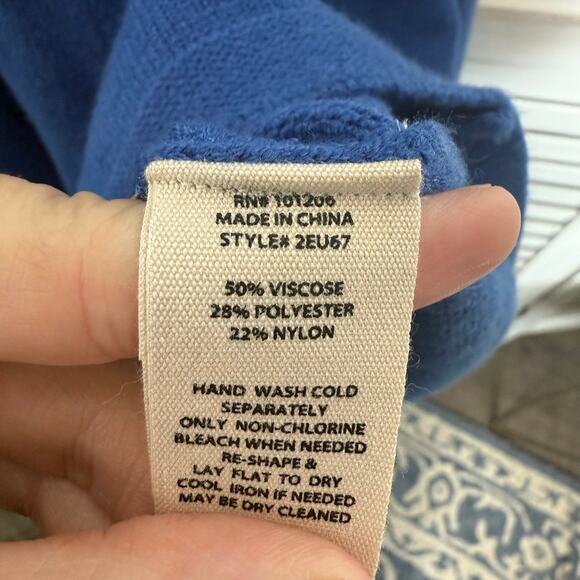 RN# 101206
MADE IN CHINA
STYLE# 2EU67
50% VISCOSE
28% POLYESTER
22% NYLON
HAND WASH COLD
SEPARATELY
ONLY NON-CHLORINE
BLEACH WHEN NEEDED
RE-SHAPE &
LAY FLAT TO DRY
COOL IRON IF NEEDED
MAY BE DRY CLEANED